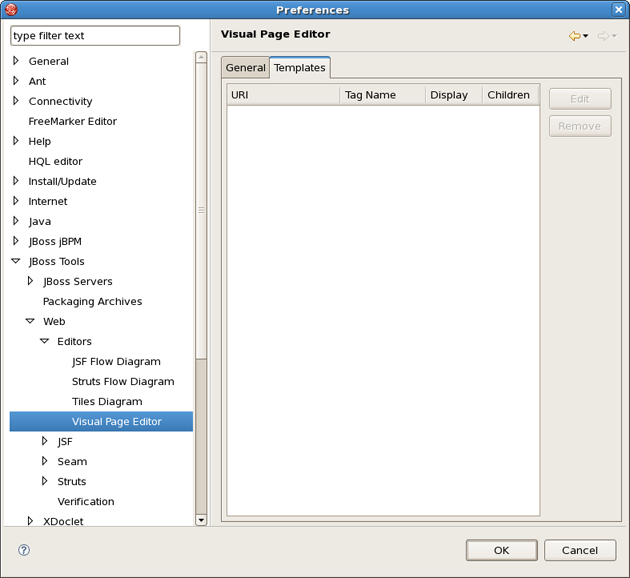 Preferences
type filter text
General
Ant
Connectivity
FreeMarker Editor
Help
HQL editor
Install/Update
Internet
Java
JBoss jBPM
JBoss Tools
JBoss Servers
Packaging Archives
Web
Editors
JSF Flow Diagram
Struts Flow Diagram
Tiles Diagram
Visual Page Editor
JSF
Seam
Struts
Verification
XDoclet
Visual Page Editor
General Templates
URI Tag Name Display Children
Edit
Remove
OK Cancel